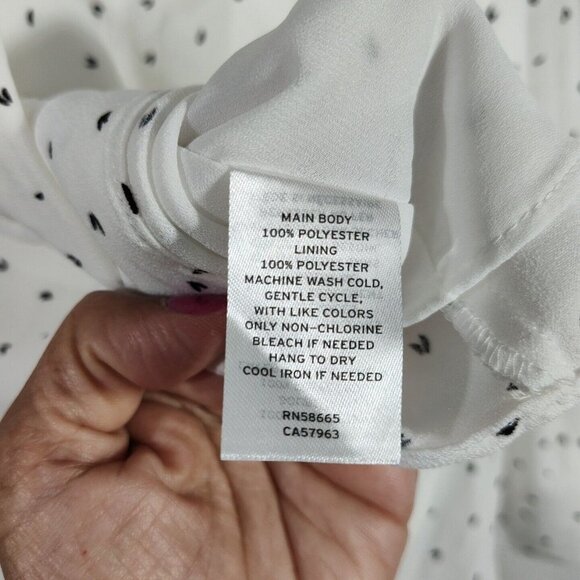 MAIN BODY
100% POLYESTER
LINING
100% POLYESTER
MACHINE WASH COLD,
GENTLE CYCLE,
WITH LIKE COLORS
ONLY NON-CHLORINE
BLEACH IF NEEDED
HANG TO DRY
COOL IRON IF NEEDED
RN58665
CA57963